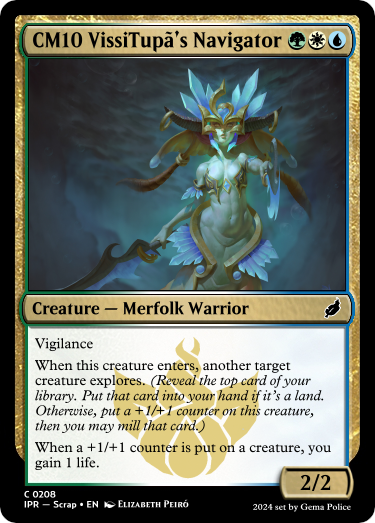 CM10 VissiTupã's Navigator
Creature — Merfolk Warrior
Vigilance
When this creature enters, another target
creature explores. (Reveal the top card of your
library. Put that card into your hand if it's a land.
Otherwise, put a +1/+1 counter on this creature,
then you may mill that card.)
When a +1/+1 counter is put on a creature, you
gain 1 life.
2/2
C 0208
IPR — Scrap • EN Elizabeth Peiró
2024 set by Gema Police